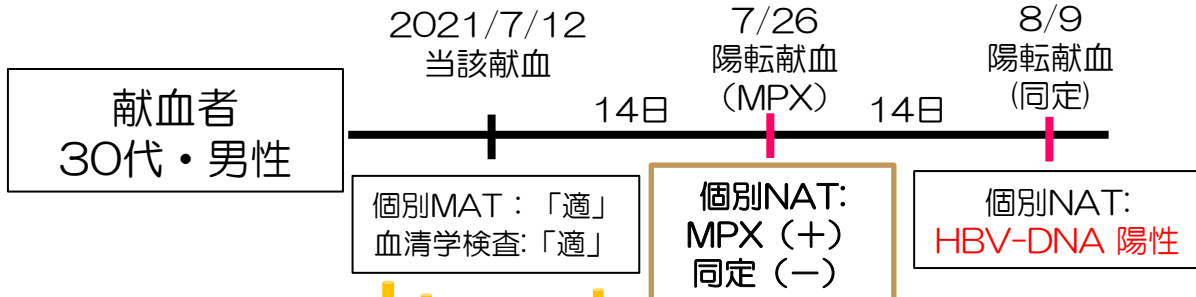 2021/7/12
当該献血
7/26
陽転献血
（MPX）
8/9
陽転献血
(同定)
14日
14日
献血者
30代・男性
個別MAT：「適」
血清学検査:「適」
個別NAT:
MPX（＋）
同定（－）
個別NAT:
HBV-DNA 陽性